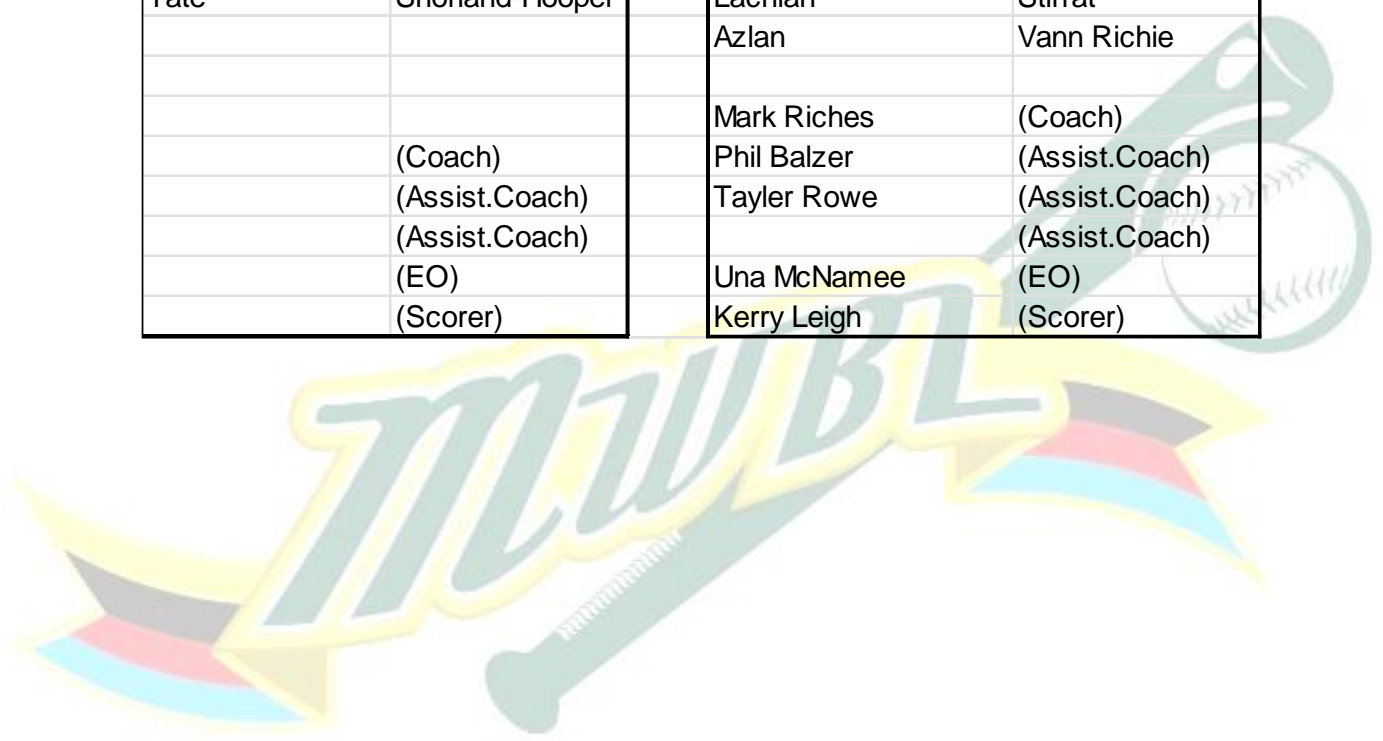 Tate Shorland-Hooper Lachlan Stirrat
Azlan Vann Richie
Mark Riches (Coach)
(Coach) Phil Balzer (Assist.Coach)
(Assist.Coach) Tayler Rowe (Assist.Coach)
(Assist.Coach) (Assist.Coach)
(EO) Una McNamee (EO)
(Scorer) Kerry Leigh (Scorer)
MWBL